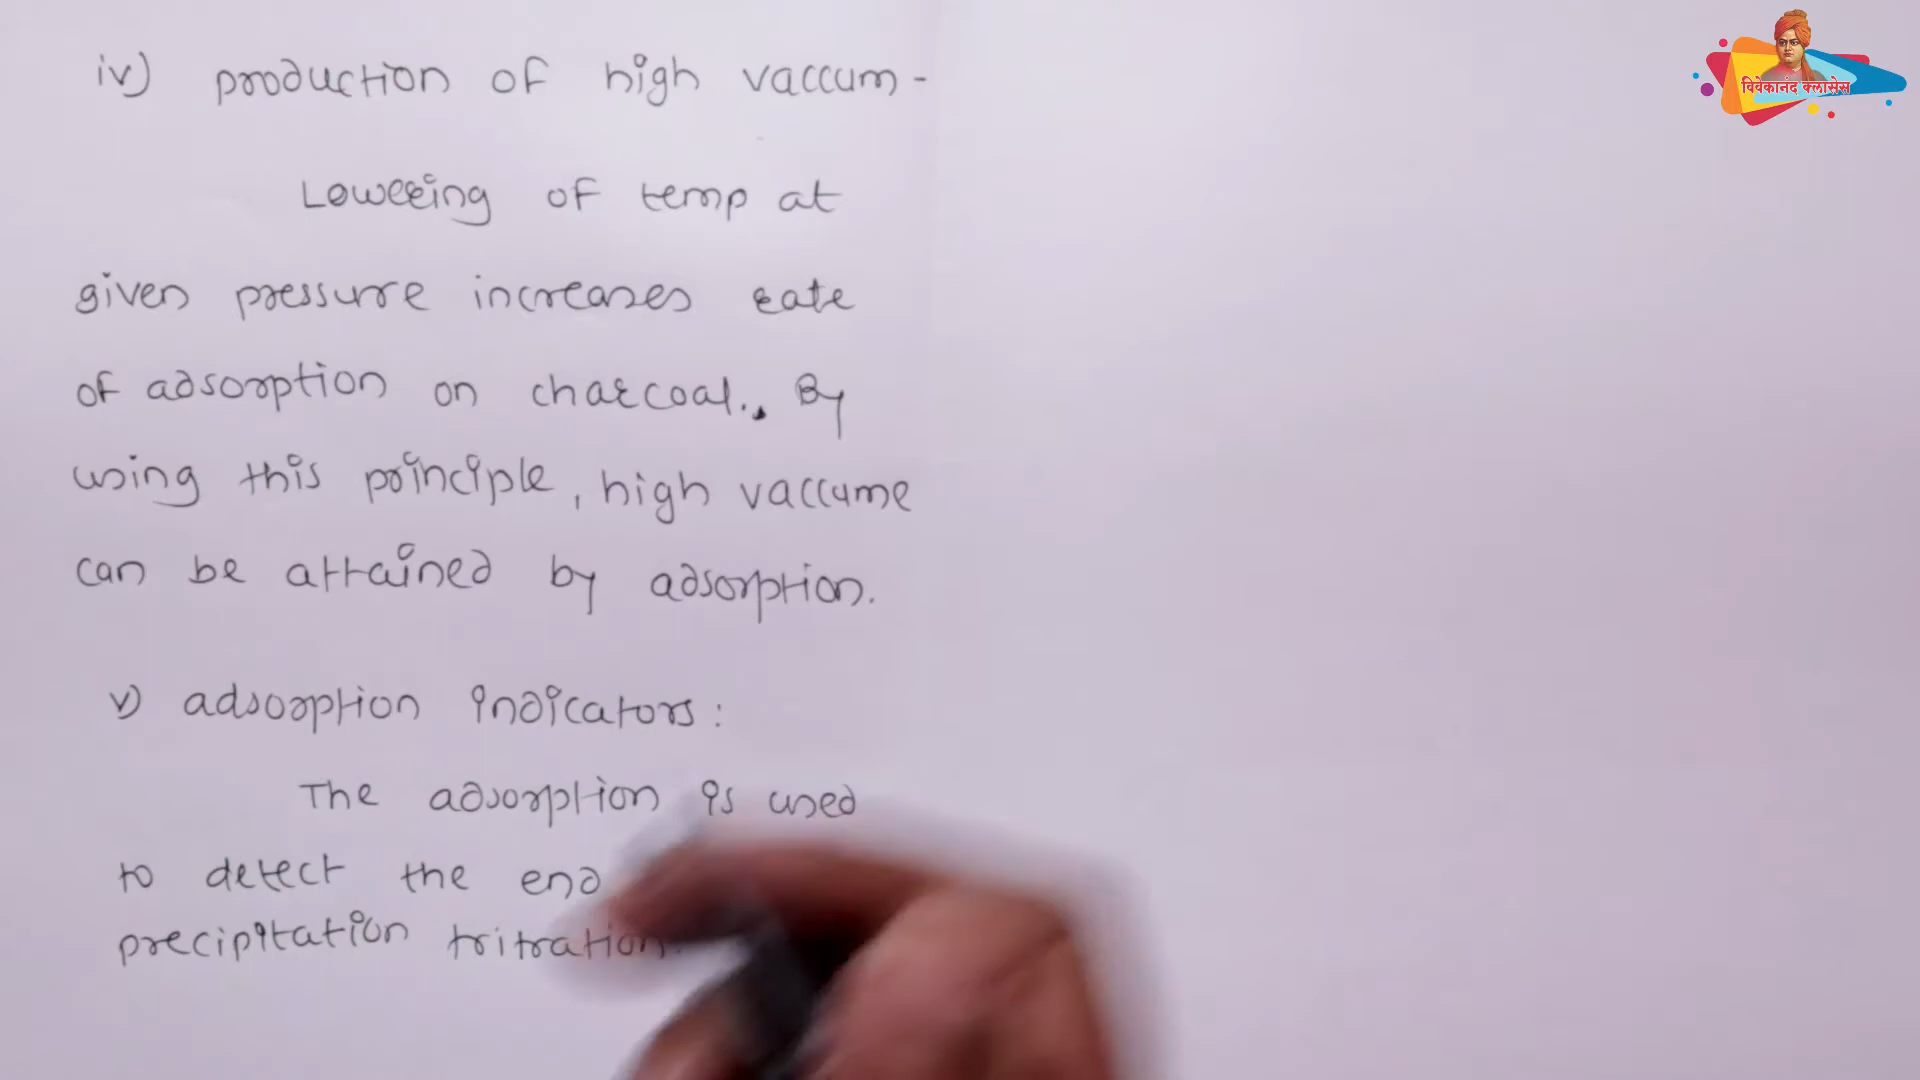 विवेकानंद क्लासेस
iv) production of high vaccum -
Lowering of temp at
given pressure increases rate
of adsorption on charcoal. By
using this principle, high vaccume
can be attained by adsorption.
v) adsorption indicators:
The adsorption is used
to detect the end
precipitation tritration.